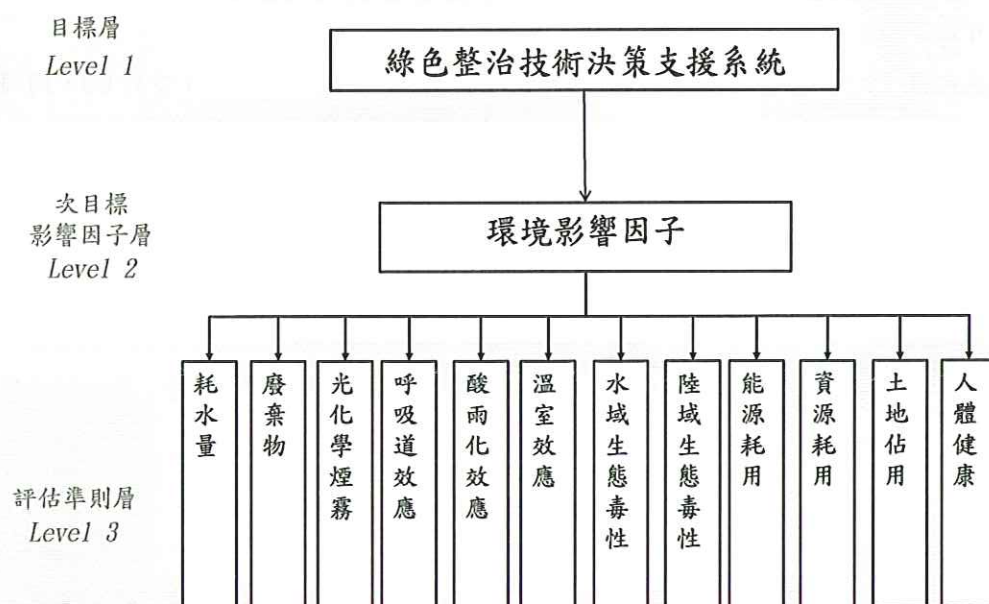 目標層
Level 1
綠色整治技術決策支援系統
次目標
影響因子層
Level 2
環境影響因子
評估準則層
Level 3
耗水量
廢棄物
光化學煙霧
呼吸道效應
酸雨化效應
溫室效應
水域生態毒性
陸域生態毒性
能源耗用
資源耗用
土地佔用
人體健康